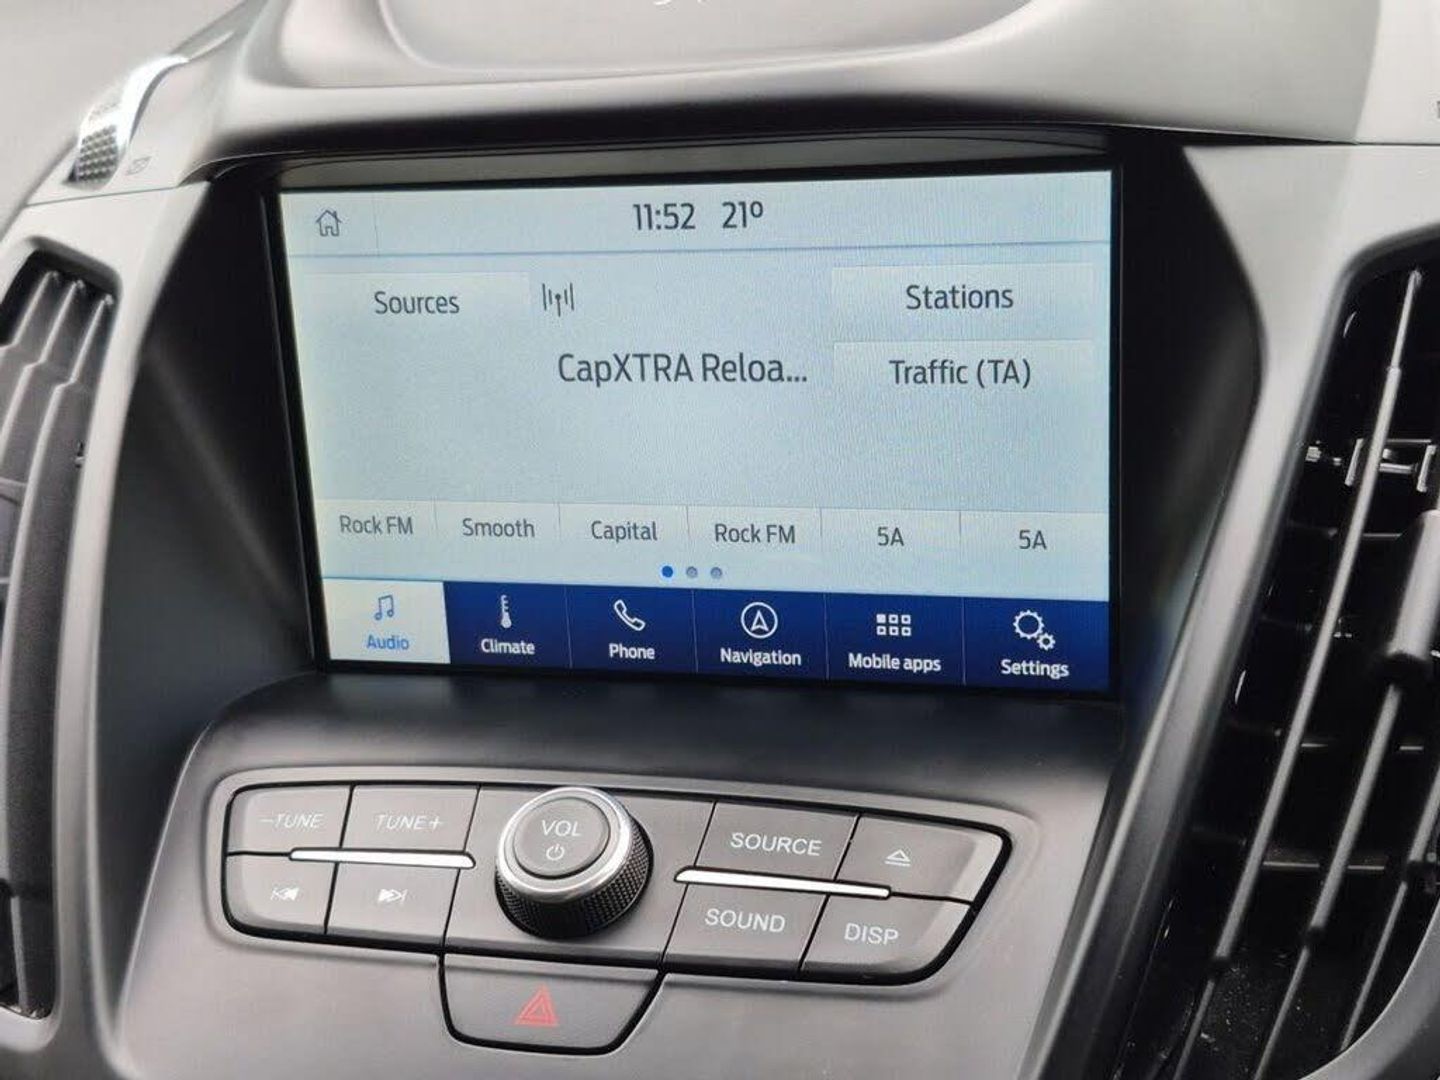 11:52 21º
Sources
Stations
CapXTRA Reloa...
Traffic (TA)
Rock FM
Smooth
Capital
Rock FM
5A
5A
Audio
Climate
Phone
Navigation
Mobile apps
Settings
–TUNE
TUNE+
VOL
SOURCE
SOUND
DISP